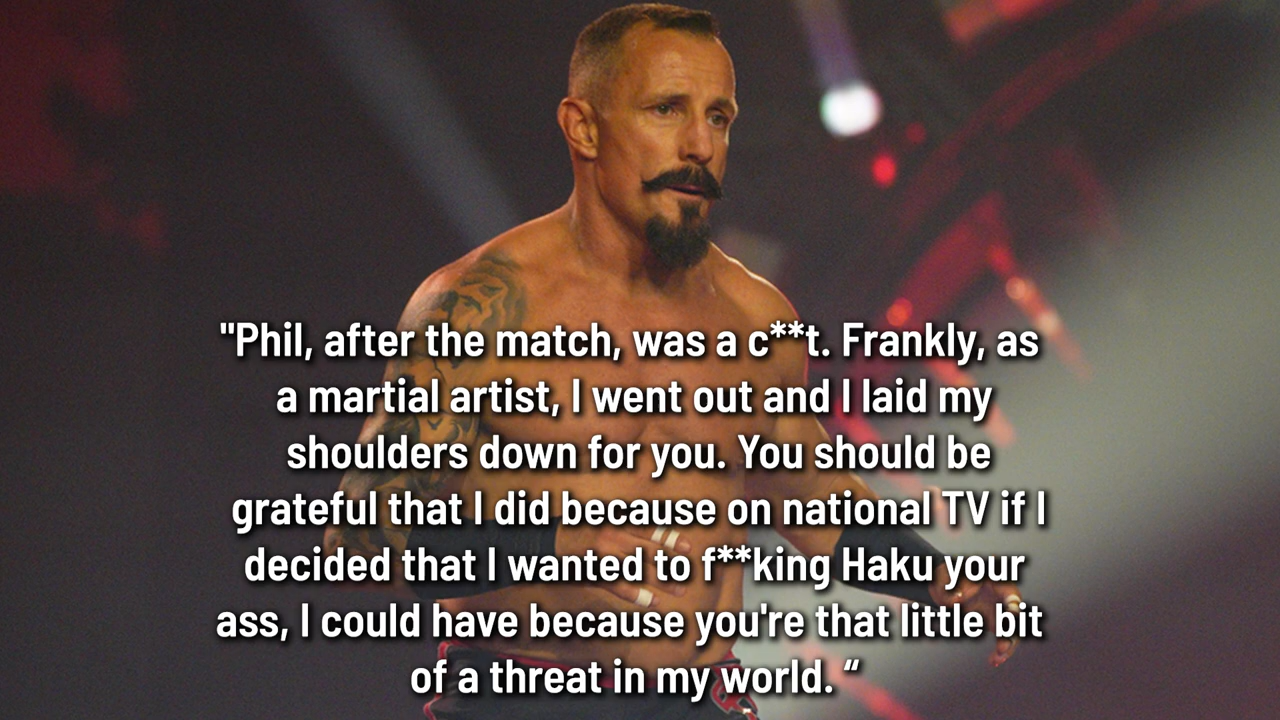 "Phil, after the match, was a c**t. Frankly, as
a martial artist, I went out and I laid my
shoulders down for you. You should be
grateful that I did because on national TV if I
decided that I wanted to f**king Haku your
ass, I could have because you're that little bit
of a threat in my world. “